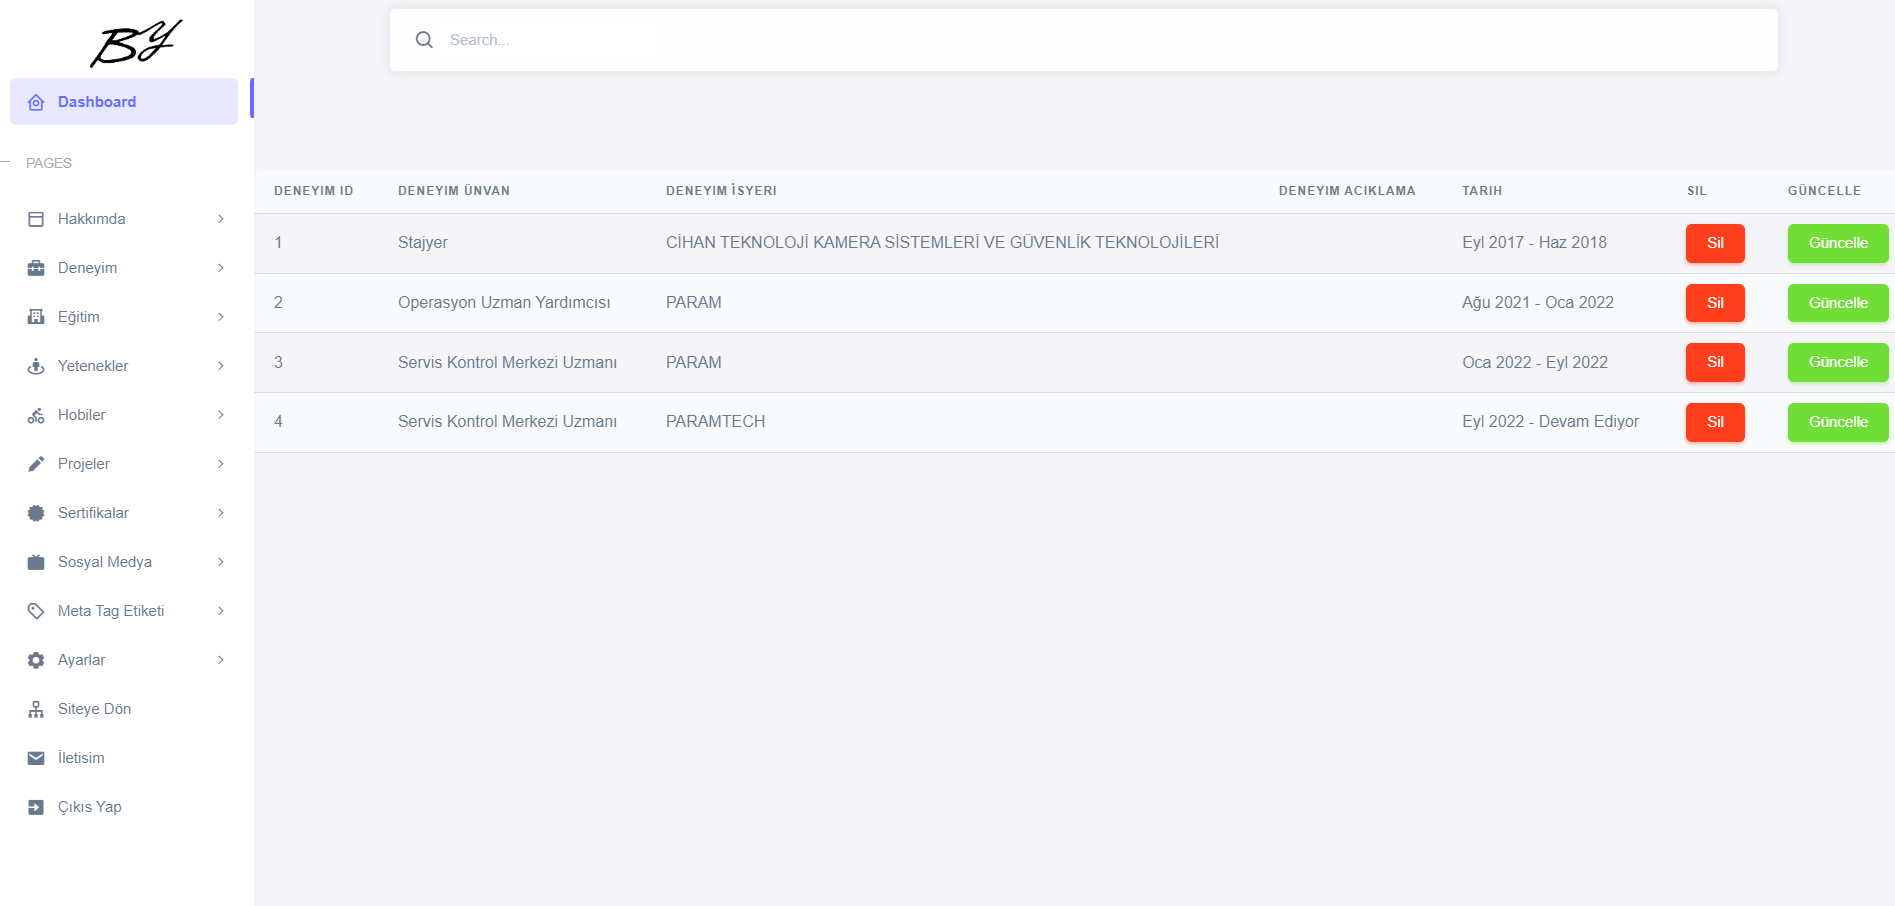 BY
Search...
Dashboard
PAGES
Hakkımda
Deneyim
Eğitim
Yetenekler
Hobiler
Projeler
Sertifikalar
Sosyal Medya
Meta Tag Etiketi
Ayarlar
Siteye Dön
İletisim
Çıkıs Yap
DENEYIM ID DENEYIM ÜNVAN DENEYIM İSYERI DENEYIM ACIKLAMA TARIH SIL GÜNCELLE
1 Stajyer CİHAN TEKNOLOJİ KAMERA SİSTEMLERİ VE GÜVENLİK TEKNOLOJİLERİ Eyl 2017 - Haz 2018 Sil Güncelle
2 Operasyon Uzman Yardımcısı PARAM Ağu 2021 - Oca 2022 Sil Güncelle
3 Servis Kontrol Merkezi Uzmanı PARAM Oca 2022 - Eyl 2022 Sil Güncelle
4 Servis Kontrol Merkezi Uzmanı PARAMTECH Eyl 2022 - Devam Ediyor Sil Güncelle